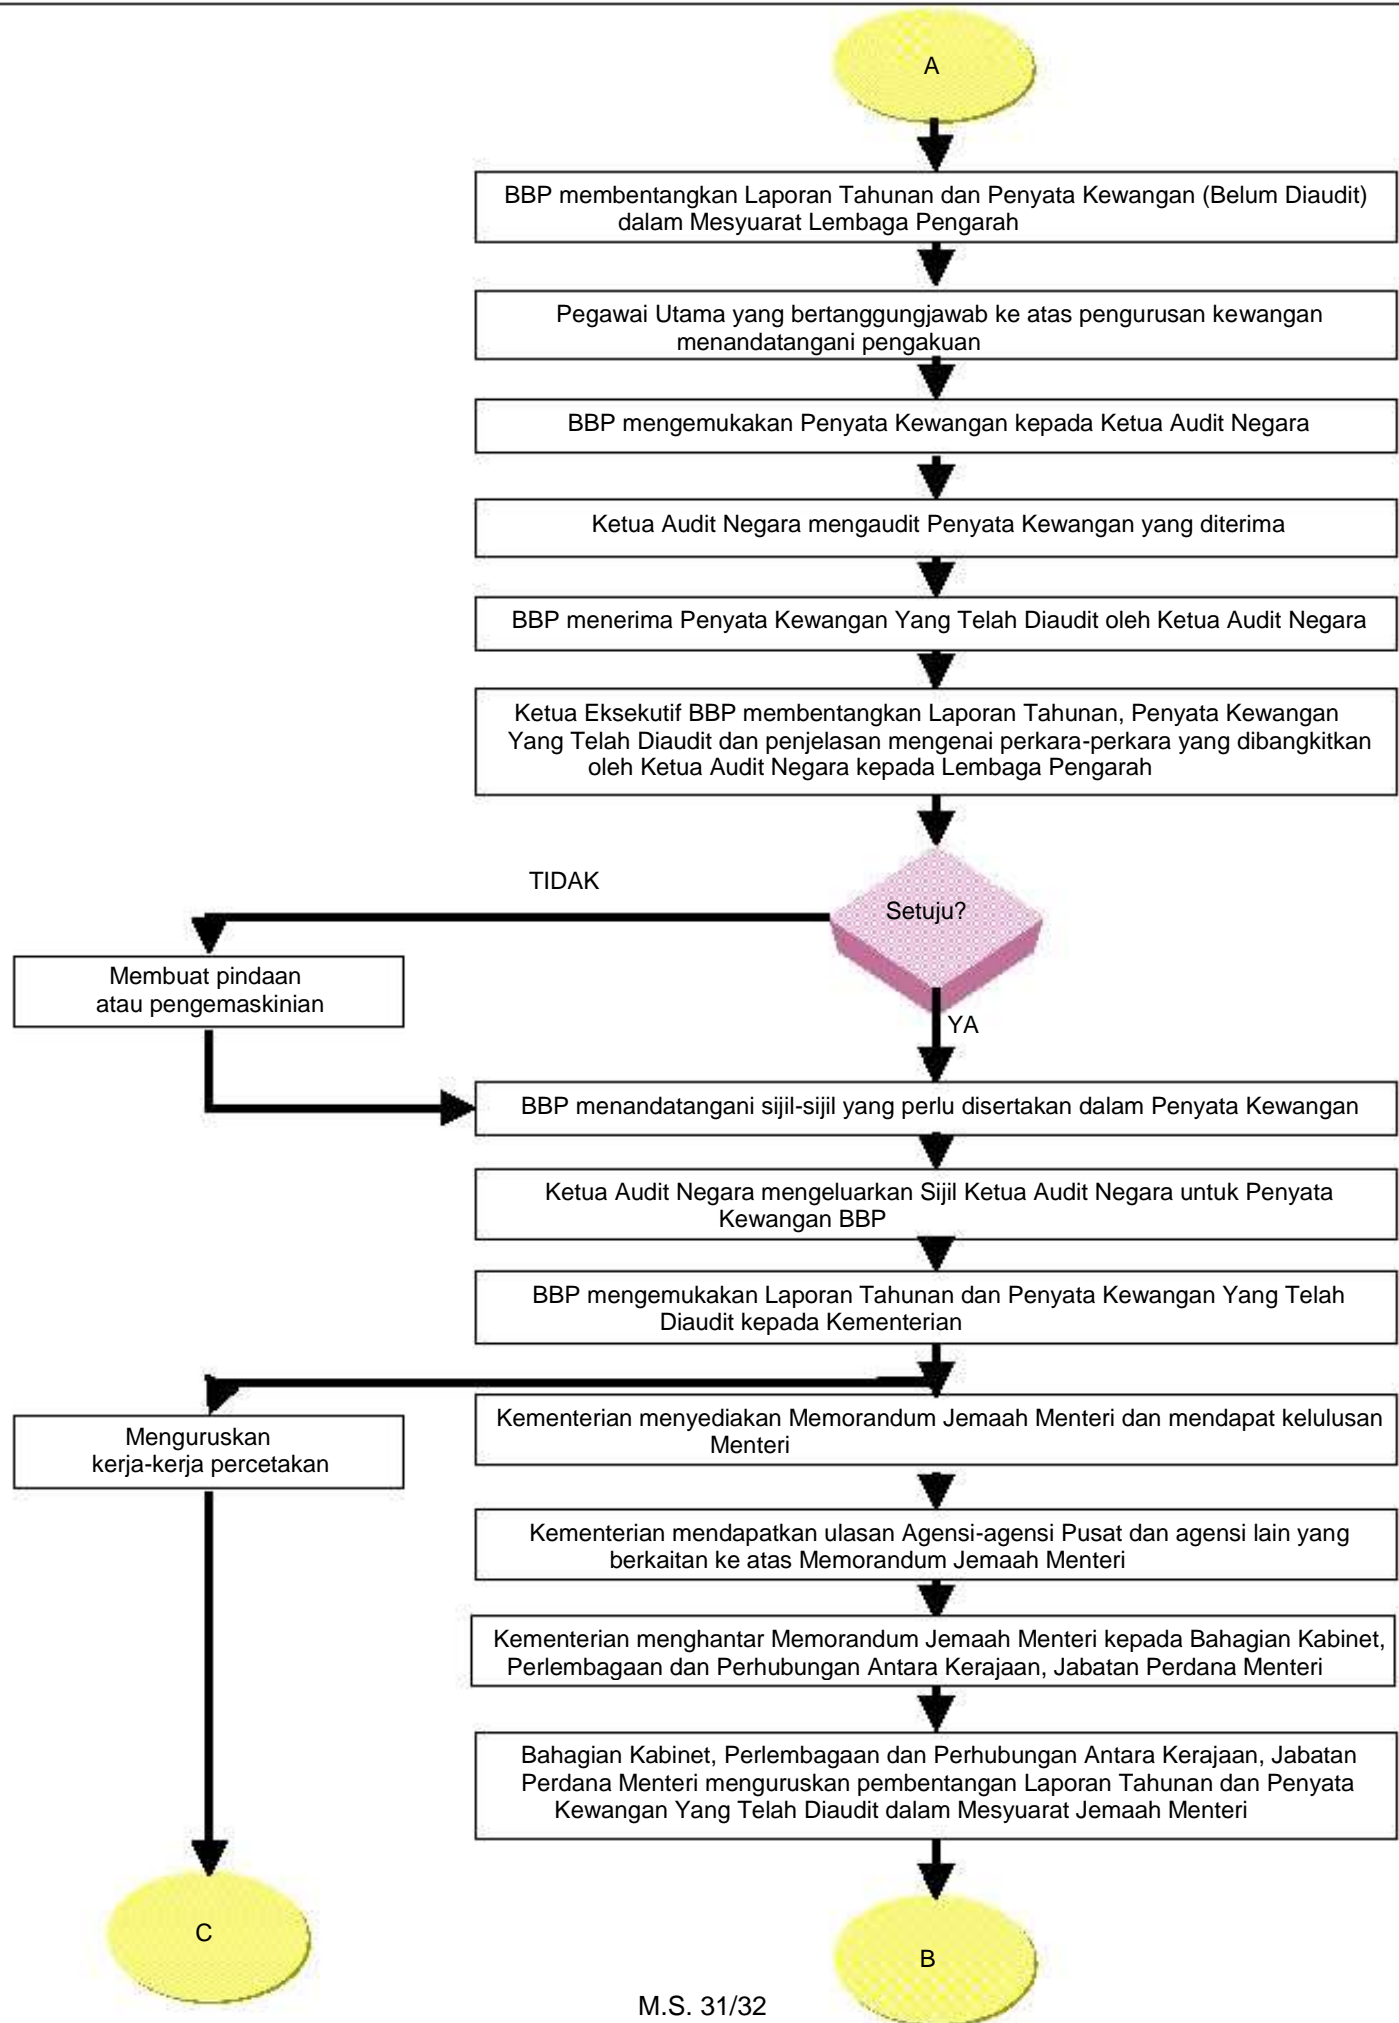 A
BBP membentangkan Laporan Tahunan dan Penyata Kewangan (Belum Diaudit)
dalam Mesyuarat Lembaga Pengarah
Pegawai Utama yang bertanggungjawab ke atas pengurusan kewangan
menandatangani pengakuan
BBP mengemukakan Penyata Kewangan kepada Ketua Audit Negara
Ketua Audit Negara mengaudit Penyata Kewangan yang diterima
BBP menerima Penyata Kewangan Yang Telah Diaudit oleh Ketua Audit Negara
Ketua Eksekutif BBP membentangkan Laporan Tahunan, Penyata Kewangan
Yang Telah Diaudit dan penjelasan mengenai perkara-perkara yang dibangkitkan
oleh Ketua Audit Negara kepada Lembaga Pengarah
TIDAK
Setuju?
Membuat pindaan
atau pengemaskinian
YA
BBP menandatangani sijil-sijil yang perlu disertakan dalam Penyata Kewangan
Ketua Audit Negara mengeluarkan Sijil Ketua Audit Negara untuk Penyata
Kewangan BBP
BBP mengemukakan Laporan Tahunan dan Penyata Kewangan Yang Telah
Diaudit kepada Kementerian
Kementerian menyediakan Memorandum Jemaah Menteri dan mendapat kelulusan
Menteri
Menguruskan
kerja-kerja percetakan
Kementerian mendapatkan ulasan Agensi-agensi Pusat dan agensi lain yang
berkaitan ke atas Memorandum Jemaah Menteri
Kementerian menghantar Memorandum Jemaah Menteri kepada Bahagian Kabinet,
Perlembagaan dan Perhubungan Antara Kerajaan, Jabatan Perdana Menteri
Bahagian Kabinet, Perlembagaan dan Perhubungan Antara Kerajaan, Jabatan
Perdana Menteri menguruskan pembentangan Laporan Tahunan dan Penyata
Kewangan Yang Telah Diaudit dalam Mesyuarat Jemaah Menteri
C
B
M.S. 31/32